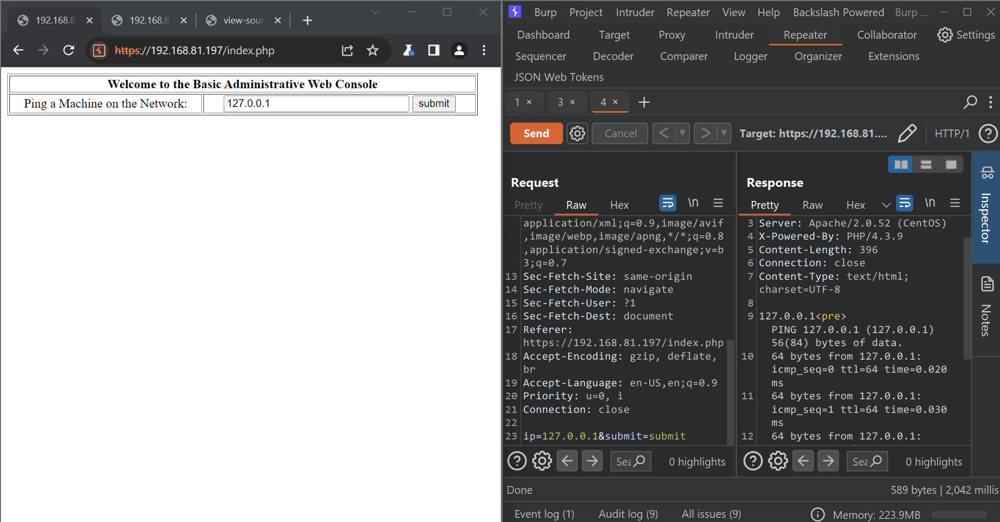 192.168.8
192.168.8
view-sour
https://192.168.81.197/index.php
Welcome to the Basic Administrative Web Console
Ping a Machine on the Network:
127.0.0.1
submit
Burp Project Intruder Repeater View Help Backslash Powered Burp ...
Dashboard Target Proxy Intruder Repeater Collaborator Settings
Sequencer Decoder Comparer Logger Organizer Extensions
JSON Web Tokens
1 × 3 × 4 × +
Send Cancel < > Target: https://192.168.81.... HTTP/1 ?
Request
Pretty Raw Hex \n
application/xml;q=0.9,image/avif
,image/webp,image/apng,*/*;q=0.8
,application/signed-exchange;v=b
3;q=0.7
13 Sec-Fetch-Site: same-origin
14 Sec-Fetch-Mode: navigate
15 Sec-Fetch-User: ?1
16 Sec-Fetch-Dest: document
17 Referer:
https://192.168.81.197/index.php
18 Accept-Encoding: gzip, deflate,
br
19 Accept-Language: en-US,en;q=0.9
20 Priority: u=0, i
21 Connection: close
22
23 ip=127.0.0.1&submit=submit
Sea
0 highlights
Response
Pretty Raw Hex \n
3 Server: Apache/2.0.52 (CentOS)
4 X-Powered-By: PHP/4.3.9
5 Content-Length: 396
6 Connection: close
7 Content-Type: text/html;
charset=UTF-8
8
9 127.0.0.1<pre>
PING 127.0.0.1 (127.0.0.1)
56(84) bytes of data.
10 64 bytes from 127.0.0.1:
icmp_seq=0 ttl=64 time=0.020
ms
11 64 bytes from 127.0.0.1:
icmp_seq=1 ttl=64 time=0.030
ms
12 64 bytes from 127.0.0.1:
Sea
0 highlights
Inspector
Notes
Done
589 bytes | 2,042 millis
Event log (1) Audit log (9) All issues (9) Memory: 223.9MB